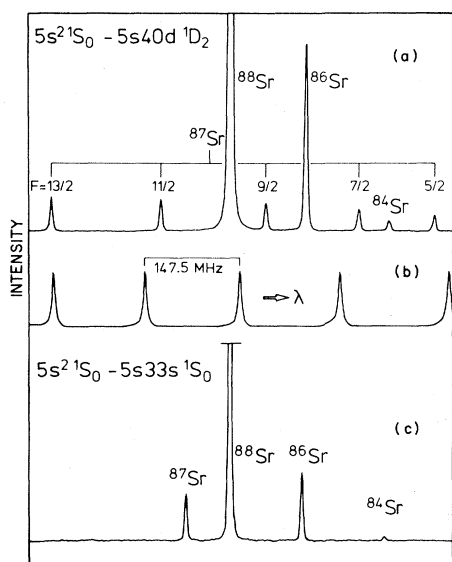 5s² ¹S₀ – 5s40d ¹D₂
(a)
⁸⁸Sr
⁸⁶Sr
⁸⁷Sr
F=13/2
11/2
9/2
7/2
5/2
⁸⁴Sr
INTENSITY
147.5 MHz
(b)
⇨ λ
5s² ¹S₀ – 5s33s ¹S₀
(c)
⁸⁷Sr
⁸⁸Sr
⁸⁶Sr
⁸⁴Sr